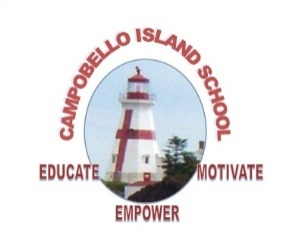 CAMPOBELLO ISLAND SCHOOL
EDUCATE MOTIVATE
EMPOWER